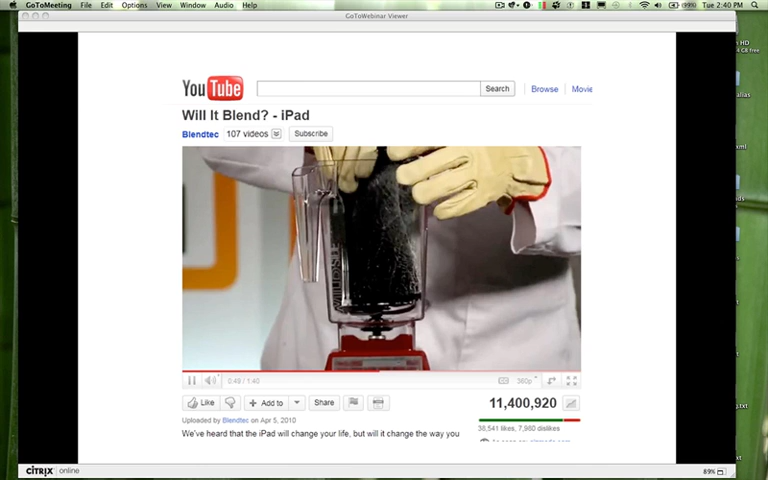 GoToMeeting File Edit Options View Window Audio Help
Tue 2:40 PM
GoToWebinar Viewer
YouTube
Search Browse Movie
Will It Blend? - iPad
Blendtec 107 videos Subscribe
0:49 / 1:40 360p
Like Add to Share 11,400,920
Uploaded by Blendtec on Apr 5, 2010
38,541 likes, 7,980 dislikes
We've heard that the iPad will change your life, but will it change the way you
CITRIX online
89%